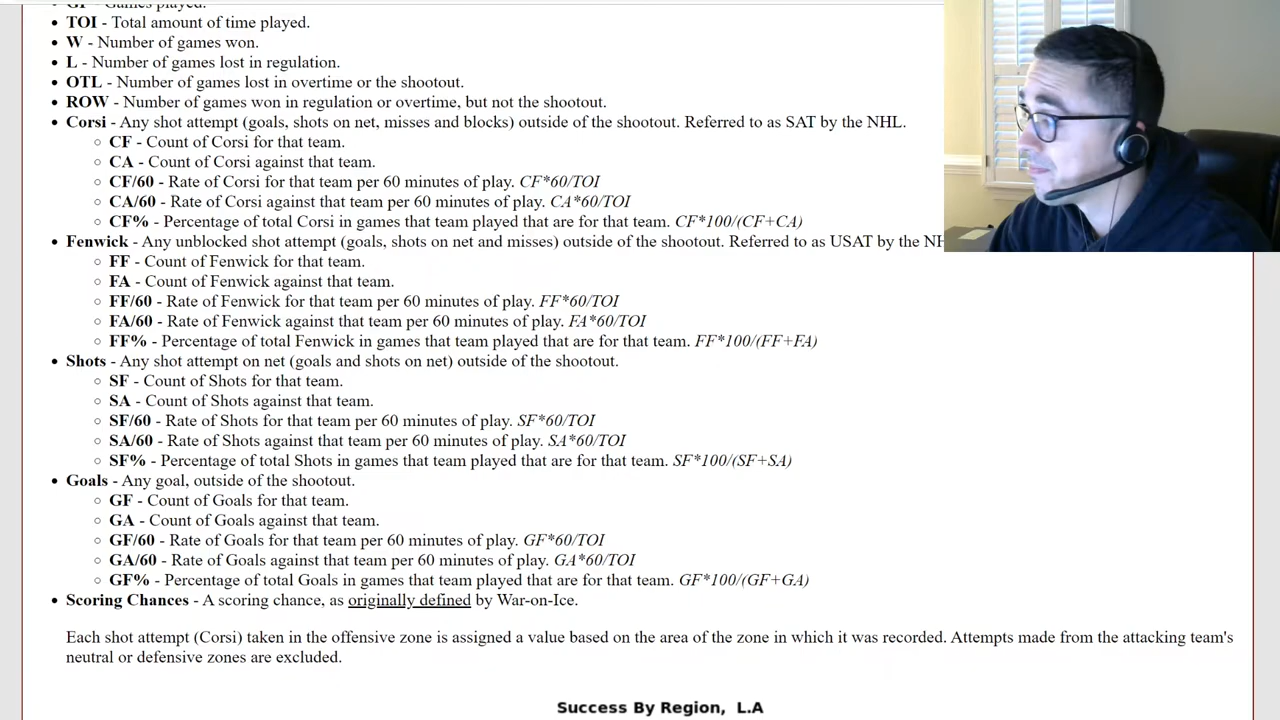 GP - Games played.
TOI - Total amount of time played.
W - Number of games won.
L - Number of games lost in regulation.
OTL - Number of games lost in overtime or the shootout.
ROW - Number of games won in regulation or overtime, but not the shootout.
Corsi - Any shot attempt (goals, shots on net, misses and blocks) outside of the shootout. Referred to as SAT by the NHL.
CF - Count of Corsi for that team.
CA - Count of Corsi against that team.
CF/60 - Rate of Corsi for that team per 60 minutes of play. CF*60/TOI
CA/60 - Rate of Corsi against that team per 60 minutes of play. CA*60/TOI
CF% - Percentage of total Corsi in games that team played that are for that team. CF*100/(CF+CA)
Fenwick - Any unblocked shot attempt (goals, shots on net and misses) outside of the shootout. Referred to as USAT by the NH
FF - Count of Fenwick for that team.
FA - Count of Fenwick against that team.
FF/60 - Rate of Fenwick for that team per 60 minutes of play. FF*60/TOI
FA/60 - Rate of Fenwick against that team per 60 minutes of play. FA*60/TOI
FF% - Percentage of total Fenwick in games that team played that are for that team. FF*100/(FF+FA)
Shots - Any shot attempt on net (goals and shots on net) outside of the shootout.
SF - Count of Shots for that team.
SA - Count of Shots against that team.
SF/60 - Rate of Shots for that team per 60 minutes of play. SF*60/TOI
SA/60 - Rate of Shots against that team per 60 minutes of play. SA*60/TOI
SF% - Percentage of total Shots in games that team played that are for that team. SF*100/(SF+SA)
Goals - Any goal, outside of the shootout.
GF - Count of Goals for that team.
GA - Count of Goals against that team.
GF/60 - Rate of Goals for that team per 60 minutes of play. GF*60/TOI
GA/60 - Rate of Goals against that team per 60 minutes of play. GA*60/TOI
GF% - Percentage of total Goals in games that team played that are for that team. GF*100/(GF+GA)
Scoring Chances - A scoring chance, as originally defined by War-on-Ice.
Each shot attempt (Corsi) taken in the offensive zone is assigned a value based on the area of the zone in which it was recorded. Attempts made from the attacking team's
neutral or defensive zones are excluded.
Success By Region, L.A